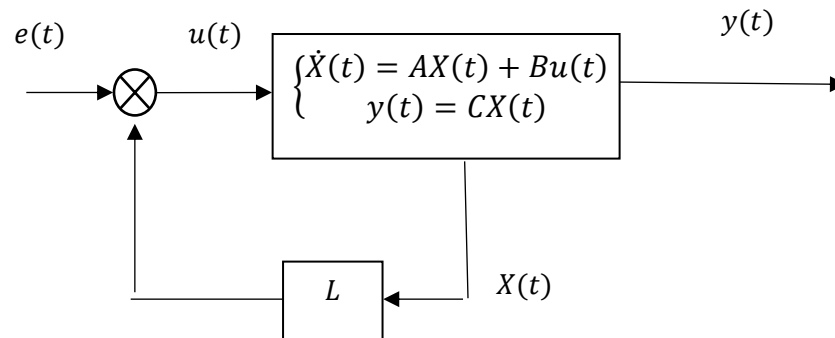 e(t)
u(t)
y(t)
Ẋ(t) = AX(t) + Bu(t)
y(t) = CX(t)
L
X(t)